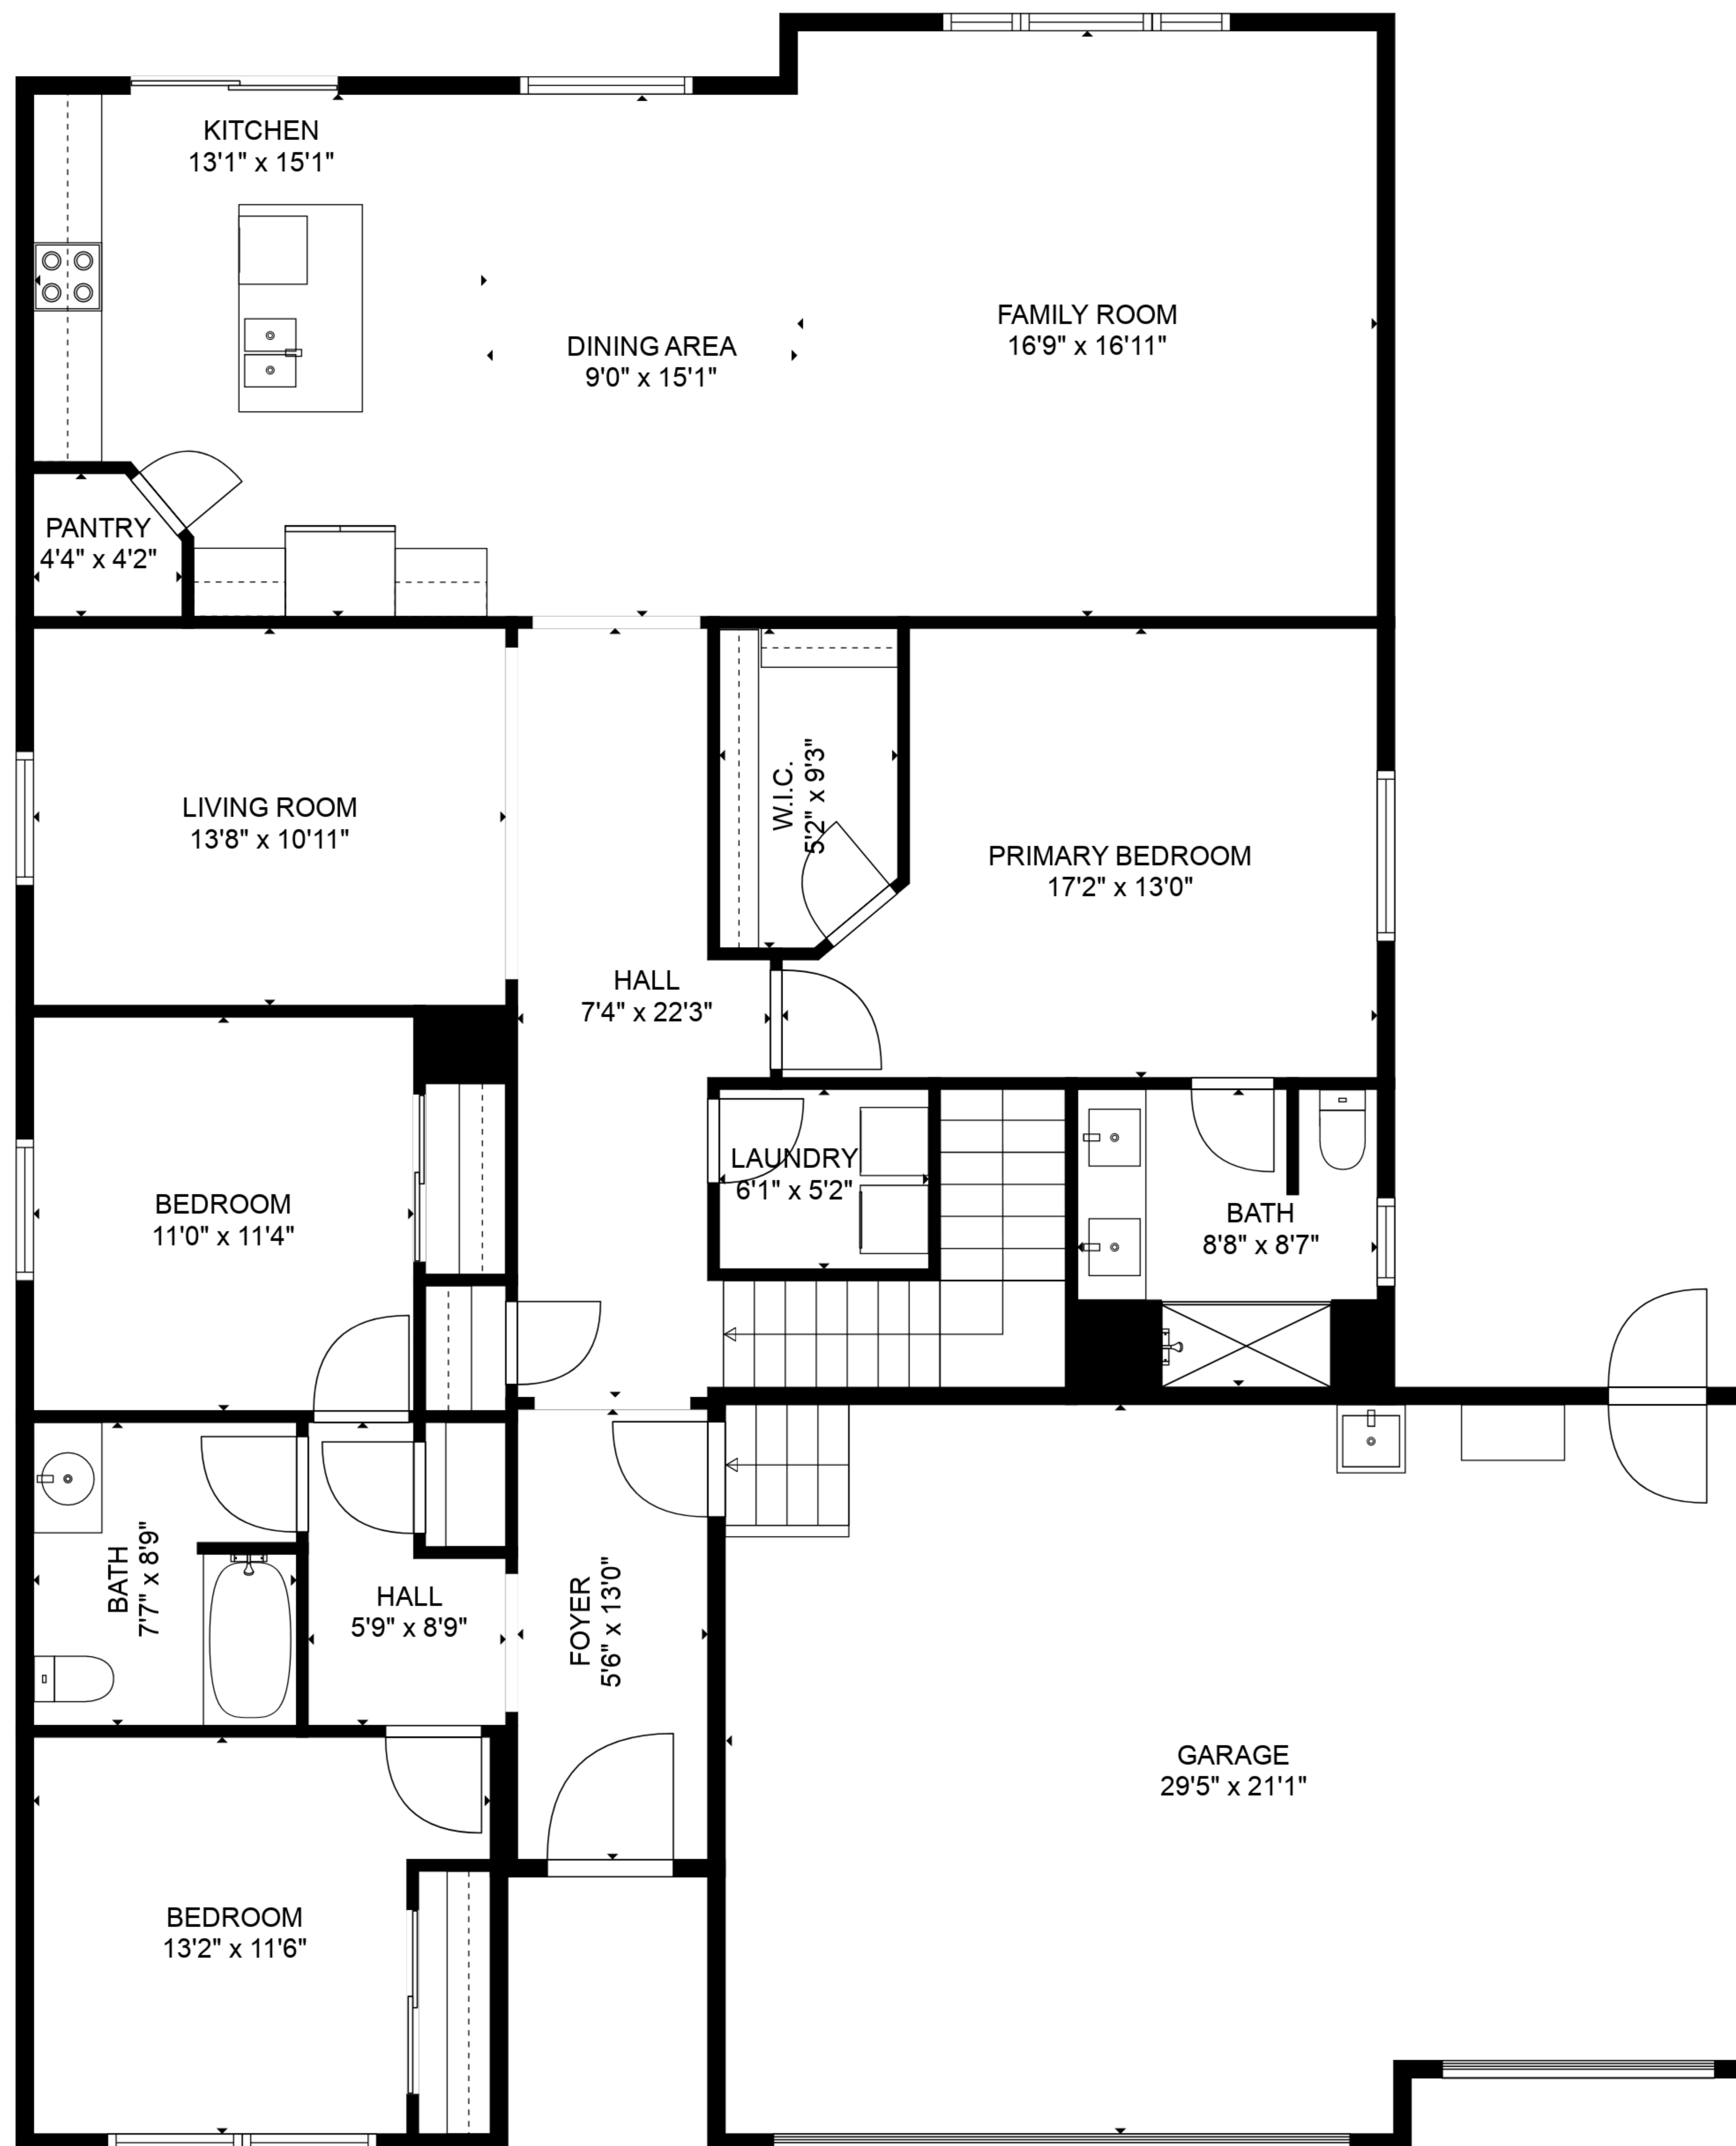 KITCHEN
13'1" x 15'1"
FAMILY ROOM
16'9" x 16'11"
DINING AREA
9'0" x 15'1"
PANTRY
4'4" x 4'2"
LIVING ROOM
13'8" x 10'11"
W.I.C.
5'2" x 9'3"
PRIMARY BEDROOM
17'2" x 13'0"
HALL
7'4" x 22'3"
LAUNDRY
6'1" x 5'2"
BEDROOM
11'0" x 11'4"
BATH
8'8" x 8'7"
BATH
7'7" x 8'9"
HALL
5'9" x 8'9"
FOYER
5'6" x 13'0"
GARAGE
29'5" x 21'1"
BEDROOM
13'2" x 11'6"